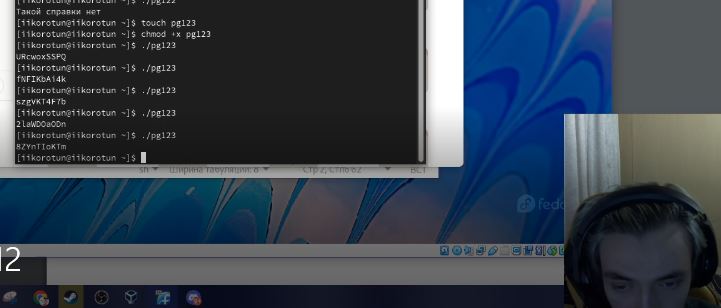 [iikorotun@iikorotun ~]$ ./pg122
Такой справки нет
[iikorotun@iikorotun ~]$ touch pg123
[iikorotun@iikorotun ~]$ chmod +x pg123
[iikorotun@iikorotun ~]$ ./pg123
URcwoxSSPQ
[iikorotun@iikorotun ~]$ ./pg123
fNFIKbAi4k
[iikorotun@iikorotun ~]$ ./pg123
szgVKT4F7b
[iikorotun@iikorotun ~]$ ./pg123
2laWDOaODn
[iikorotun@iikorotun ~]$ ./pg123
8ZYnTIoKTm
[iikorotun@iikorotun ~]$
sh Ширина табуляции: 8 Стр 2, Стлб 62 ВСТ
fedo
12